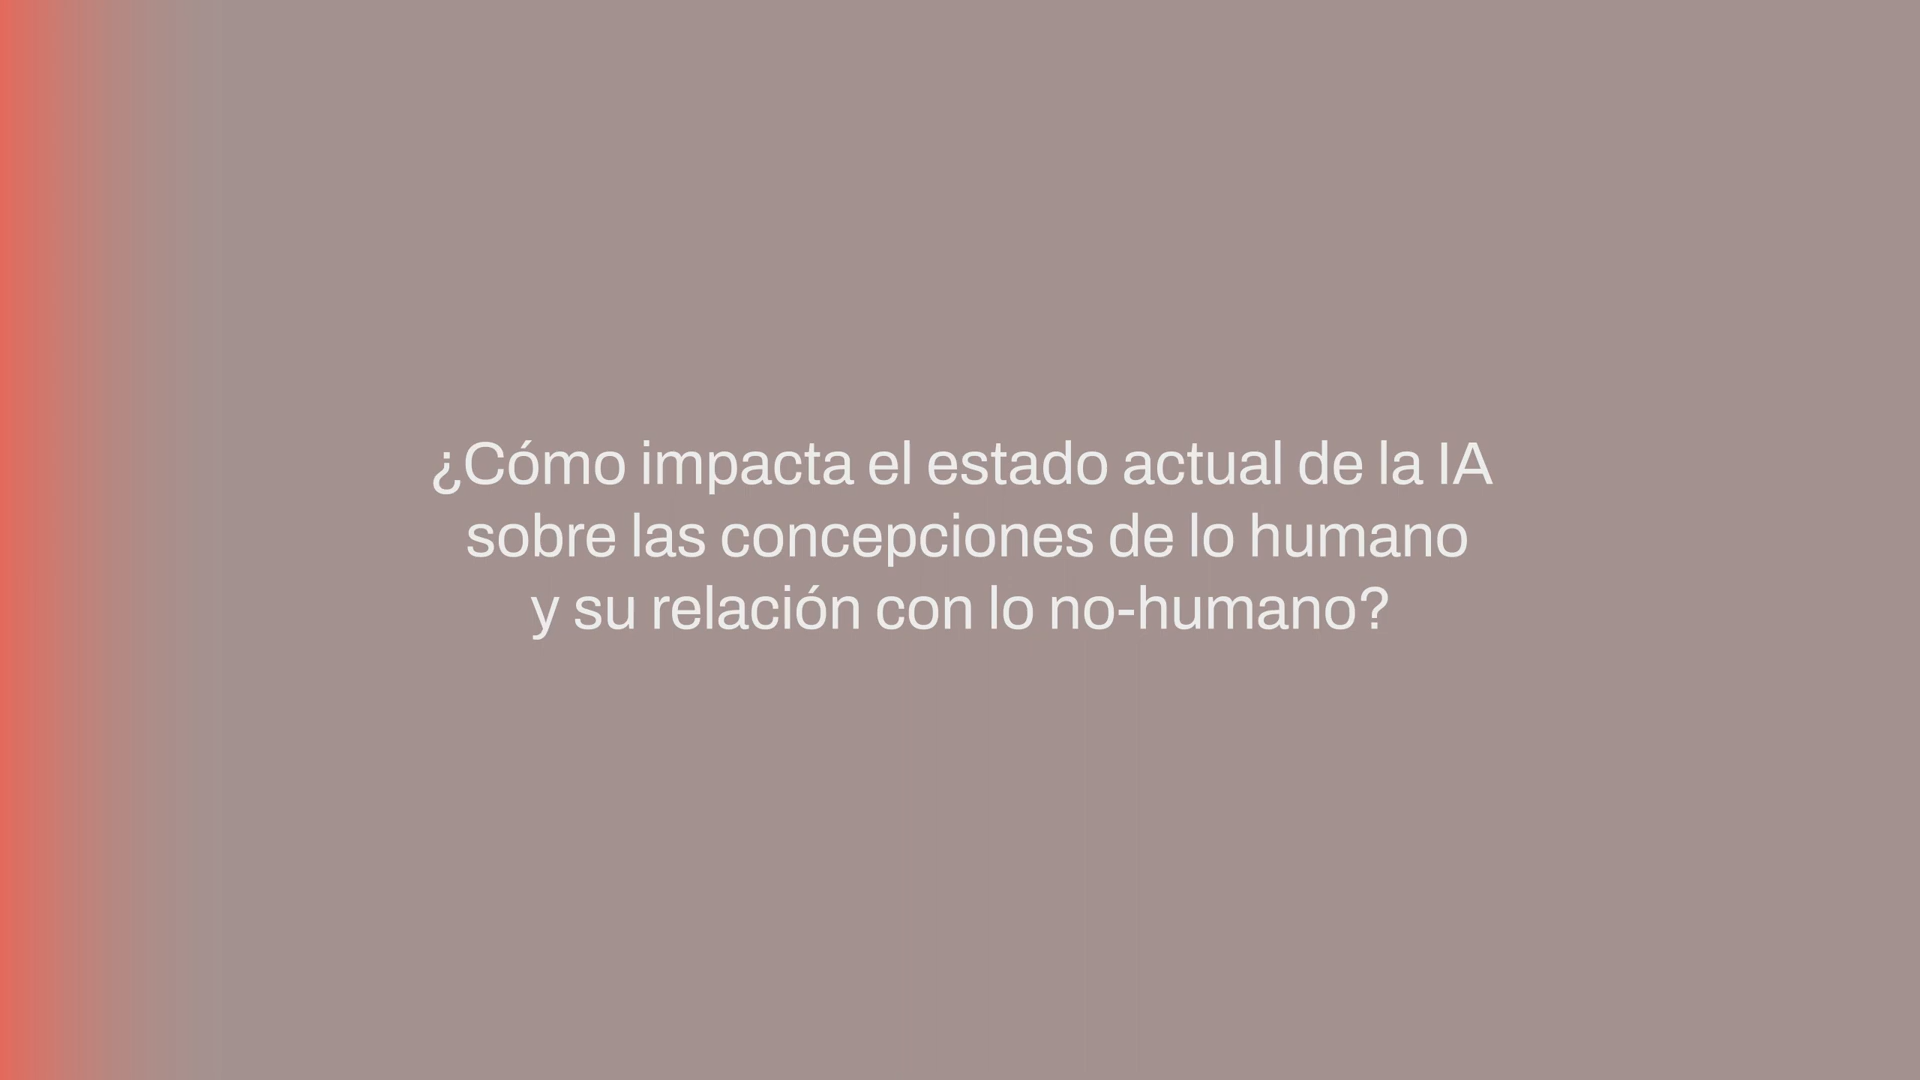 ¿Cómo impacta el estado actual de la IA
sobre las concepciones de lo humano
y su relación con lo no-humano?